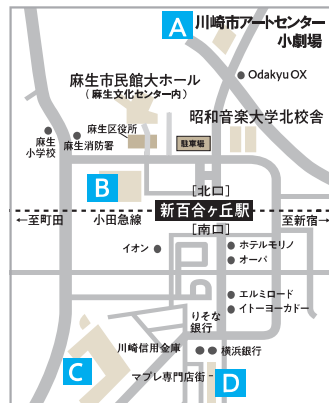 A
川崎市アートセンター
小劇場
Odakyu OX
麻生市民館大ホール
(麻生文化センター内)
昭和音楽大学北校舎
麻生
小学校
麻生区役所
麻生消防署
駐車場
B
[北口]
新百合ヶ丘駅
[南口]
←至町田
小田急線
至新宿→
イオン
ホテルモリノ
オーパ
エルミロード
イトーヨーカドー
りそな
銀行
川崎信用金庫
横浜銀行
C
マプレ専門店街
D